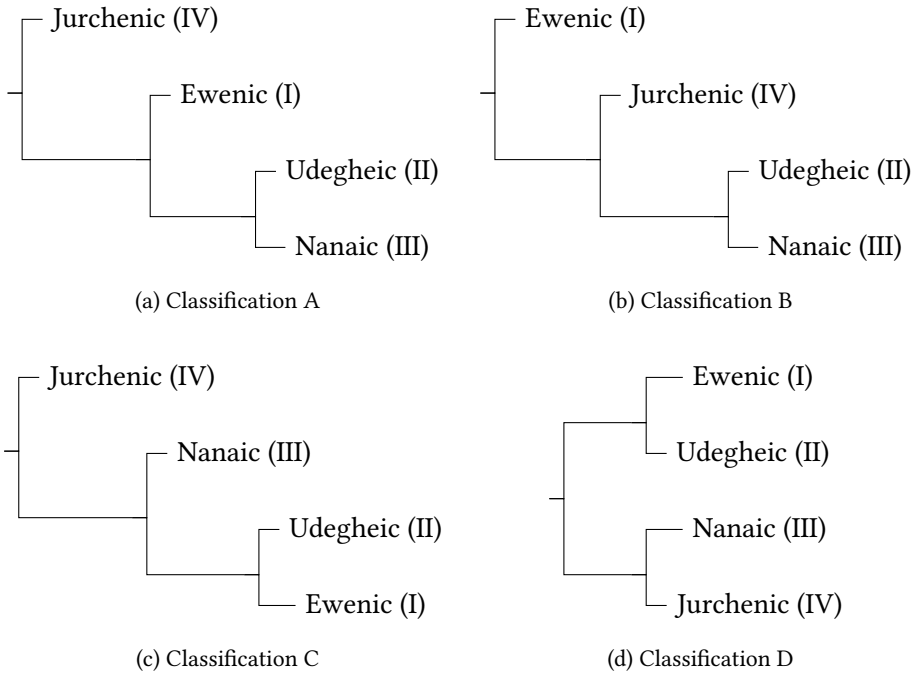 Jurchenic (IV)
Ewenic (I)
Udegheic (II)
Nanaic (III)
(a) Classification A
Ewenic (I)
Jurchenic (IV)
Udegheic (II)
Nanaic (III)
(b) Classification B
Jurchenic (IV)
Nanaic (III)
Udegheic (II)
Ewenic (I)
(c) Classification C
Ewenic (I)
Udegheic (II)
Nanaic (III)
Jurchenic (IV)
(d) Classification D